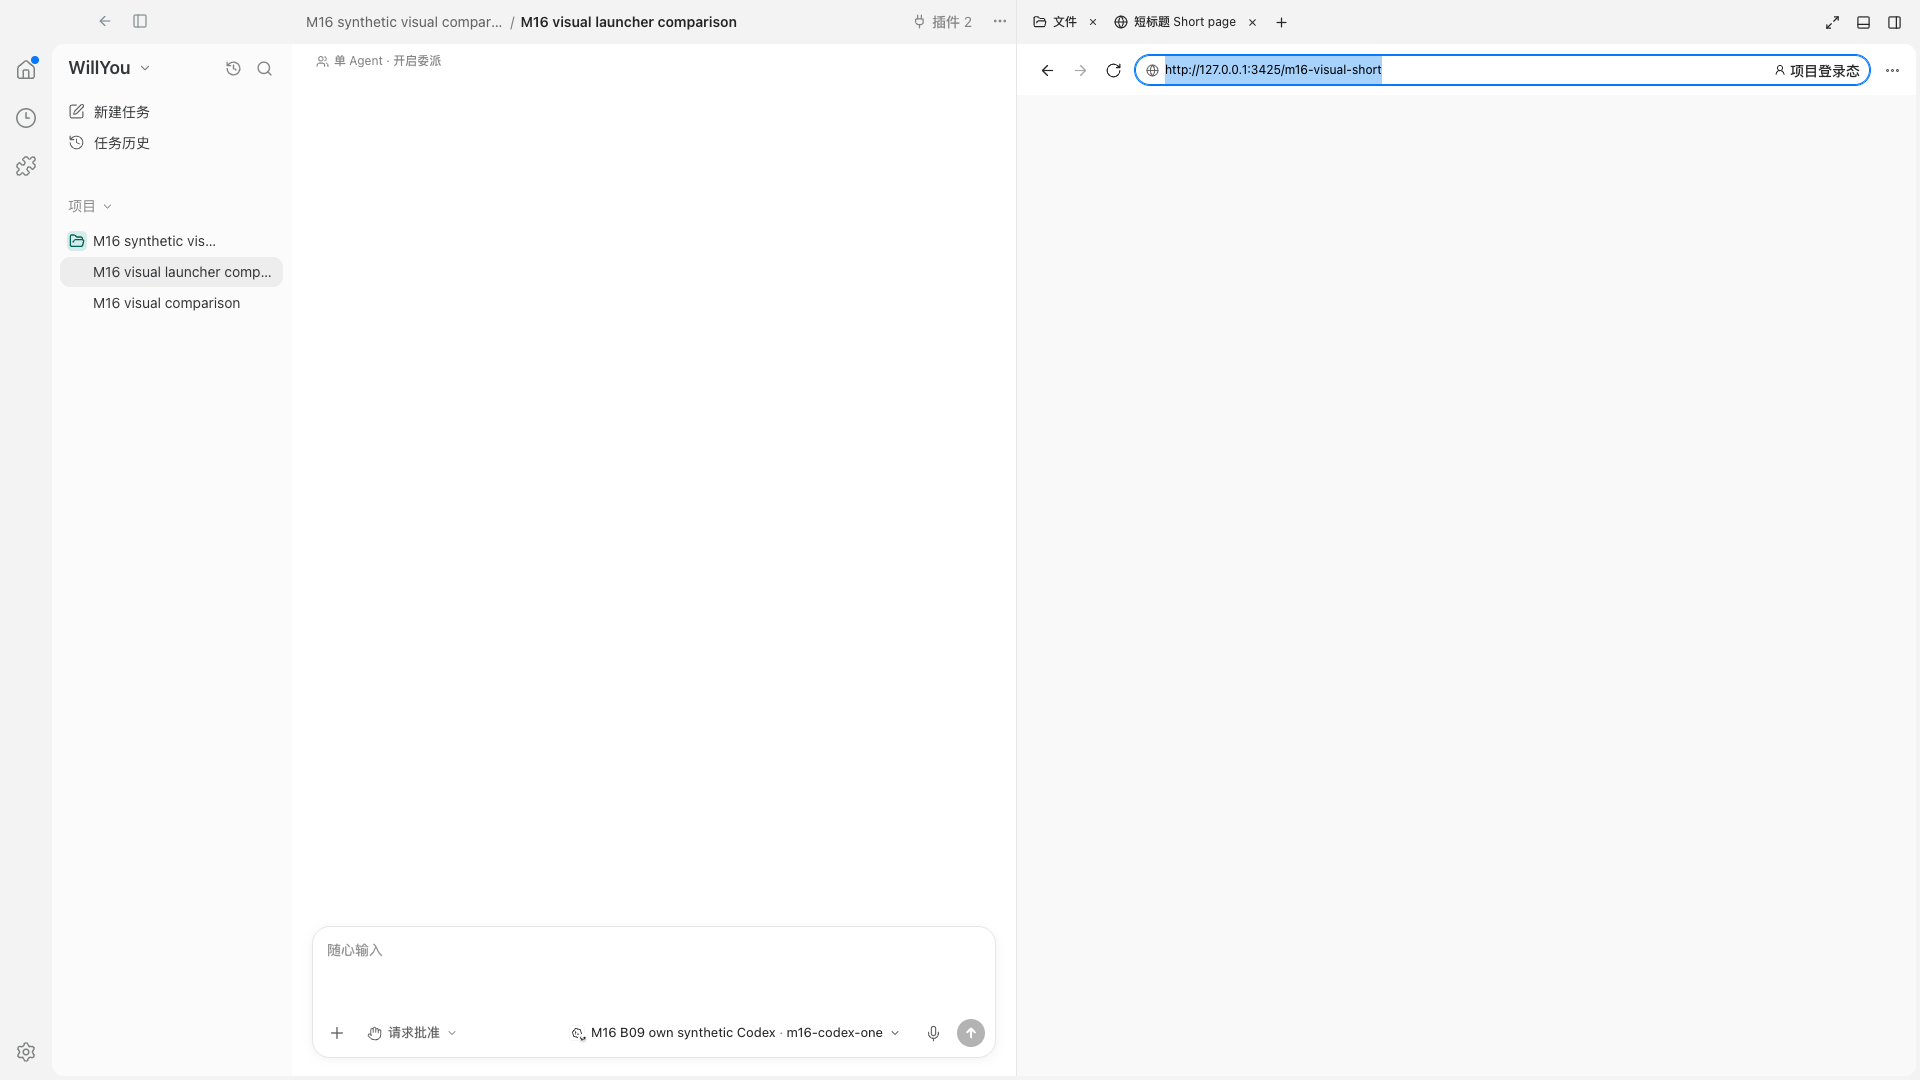 M16 synthetic visual compar... / M16 visual launcher comparison
插件 2
文件
短标题 Short page
WillYou
单 Agent · 开启委派
http://127.0.0.1:3425/m16-visual-short
项目登录态
新建任务
任务历史
项目
M16 synthetic vis...
M16 visual launcher comp...
M16 visual comparison
随心输入
请求批准
M16 B09 own synthetic Codex · m16-codex-one